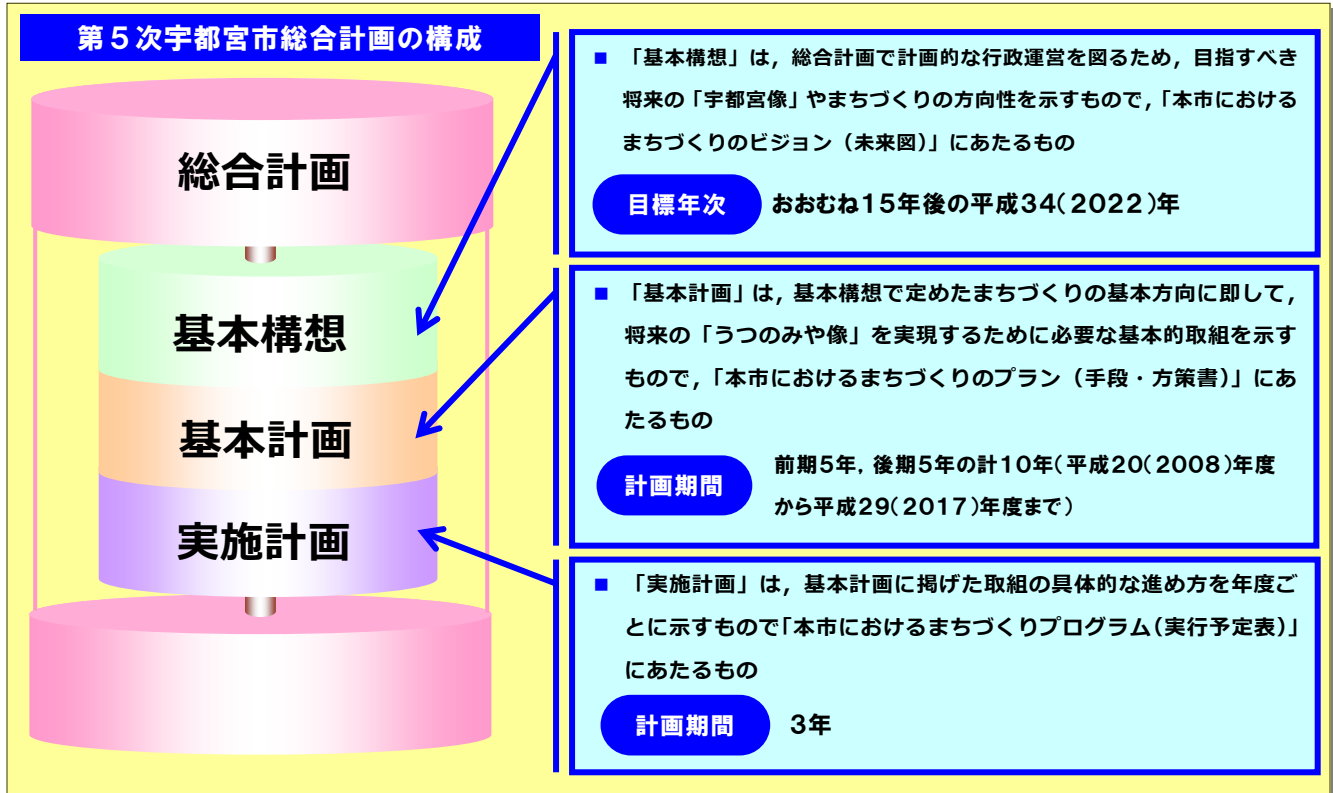 第5次宇都宮市総合計画の構成
総合計画
基本構想
基本計画
実施計画
■ 「基本構想」は，総合計画で計画的な行政運営を図るため，目指すべき
将来の「宇都宮像」やまちづくりの方向性を示すもので，「本市における
まちづくりのビジョン（未来図）」にあたるもの
目標年次 おおむね15年後の平成34（2022）年
■ 「基本計画」は，基本構想で定めたまちづくりの基本方向に即して，
将来の「うつのみや像」を実現するために必要な基本的取組を示す
もので，「本市におけるまちづくりのプラン（手段・方策書）」にあ
たるもの
計画期間 前期5年，後期5年の計10年（平成20（2008）年度
から平成29（2017）年度まで）
■ 「実施計画」は，基本計画に掲げた取組の具体的な進め方を年度ご
とに示すもので「本市におけるまちづくりプログラム（実行予定表）」
にあたるもの
計画期間 3年